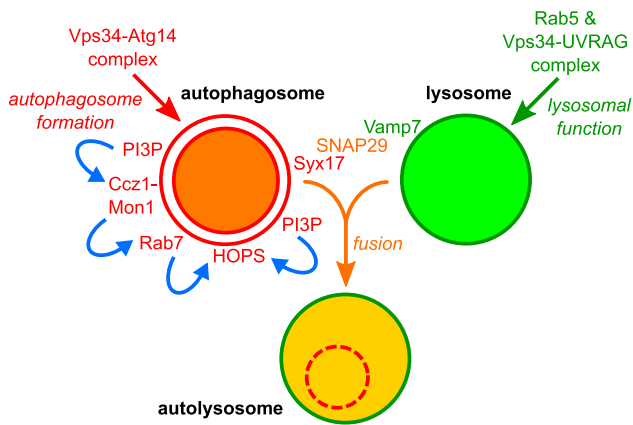 Vps34-Atg14
complex
Rab5 &
Vps34-UVRAG
complex
autophagosome
formation
autophagosome
lysosome
lysosomal
function
PI3P
Ccz1-
Mon1
Rab7
HOPS
PI3P
Syx17
SNAP29
Vamp7
fusion
autolysosome